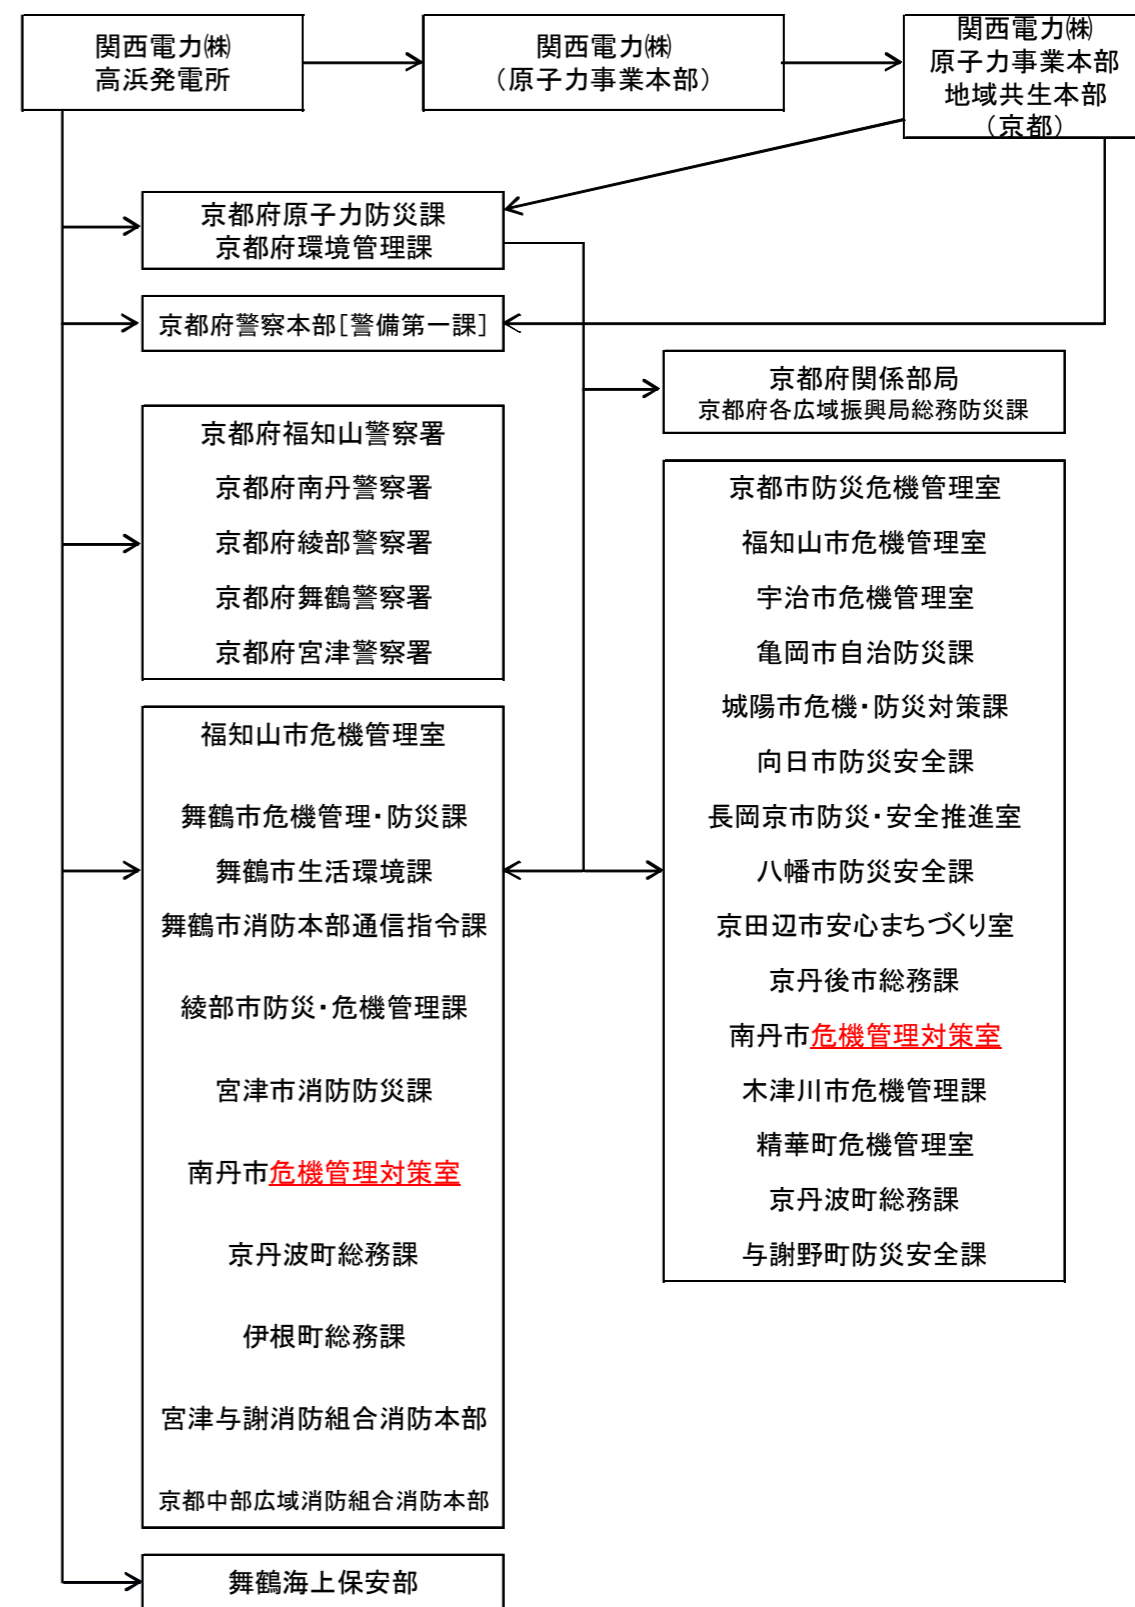 関西電力㈱
高浜発電所
関西電力㈱
（原子力事業本部）
関西電力㈱
原子力事業本部
地域共生本部
（京都）
京都府原子力防災課
京都府環境管理課
京都府警察本部［警備第一課］
京都府関係部局
京都府各広域振興局総務防災課
京都府福知山警察署
京都府南丹警察署
京都府綾部警察署
京都府舞鶴警察署
京都府宮津警察署
福知山市危機管理室
舞鶴市危機管理・防災課
舞鶴市生活環境課
舞鶴市消防本部通信指令課
綾部市防災・危機管理課
宮津市消防防災課
南丹市危機管理対策室
京丹波町総務課
伊根町総務課
宮津与謝消防組合消防本部
京都中部広域消防組合消防本部
京都市防災危機管理室
福知山市危機管理室
宇治市危機管理室
亀岡市自治防災課
城陽市危機・防災対策課
向日市防災安全課
長岡京市防災・安全推進室
八幡市防災安全課
京田辺市安心まちづくり室
京丹後市総務課
南丹市危機管理対策室
木津川市危機管理課
精華町危機管理室
京丹波町総務課
与謝野町防災安全課
舞鶴海上保安部